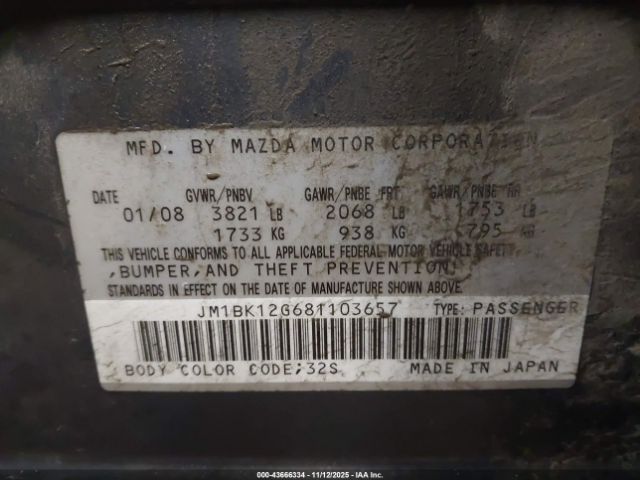 MFD. BY MAZDA MOTOR CORPORATION
DATE GVWR/PNBV GAWR/PNBE FRT GAWR/PNBE RR
01/08 3821 LB 2068 LB 1753 LB
1733 KG 938 KG 795 KG
THIS VEHICLE CONFORMS TO ALL APPLICABLE FEDERAL MOTOR VEHICLE SAFETY
,BUMPER,AND THEFT PREVENTION
STANDARDS IN EFFECT ON THE DATE OF MANUFACTURE SHOWN ABOVE.
JM1BK12G681103657 TYPE: PASSENGER
BODY COLOR CODE;32S MADE IN JAPAN
000-43666334 - 11/12/2025 - IAA Inc.